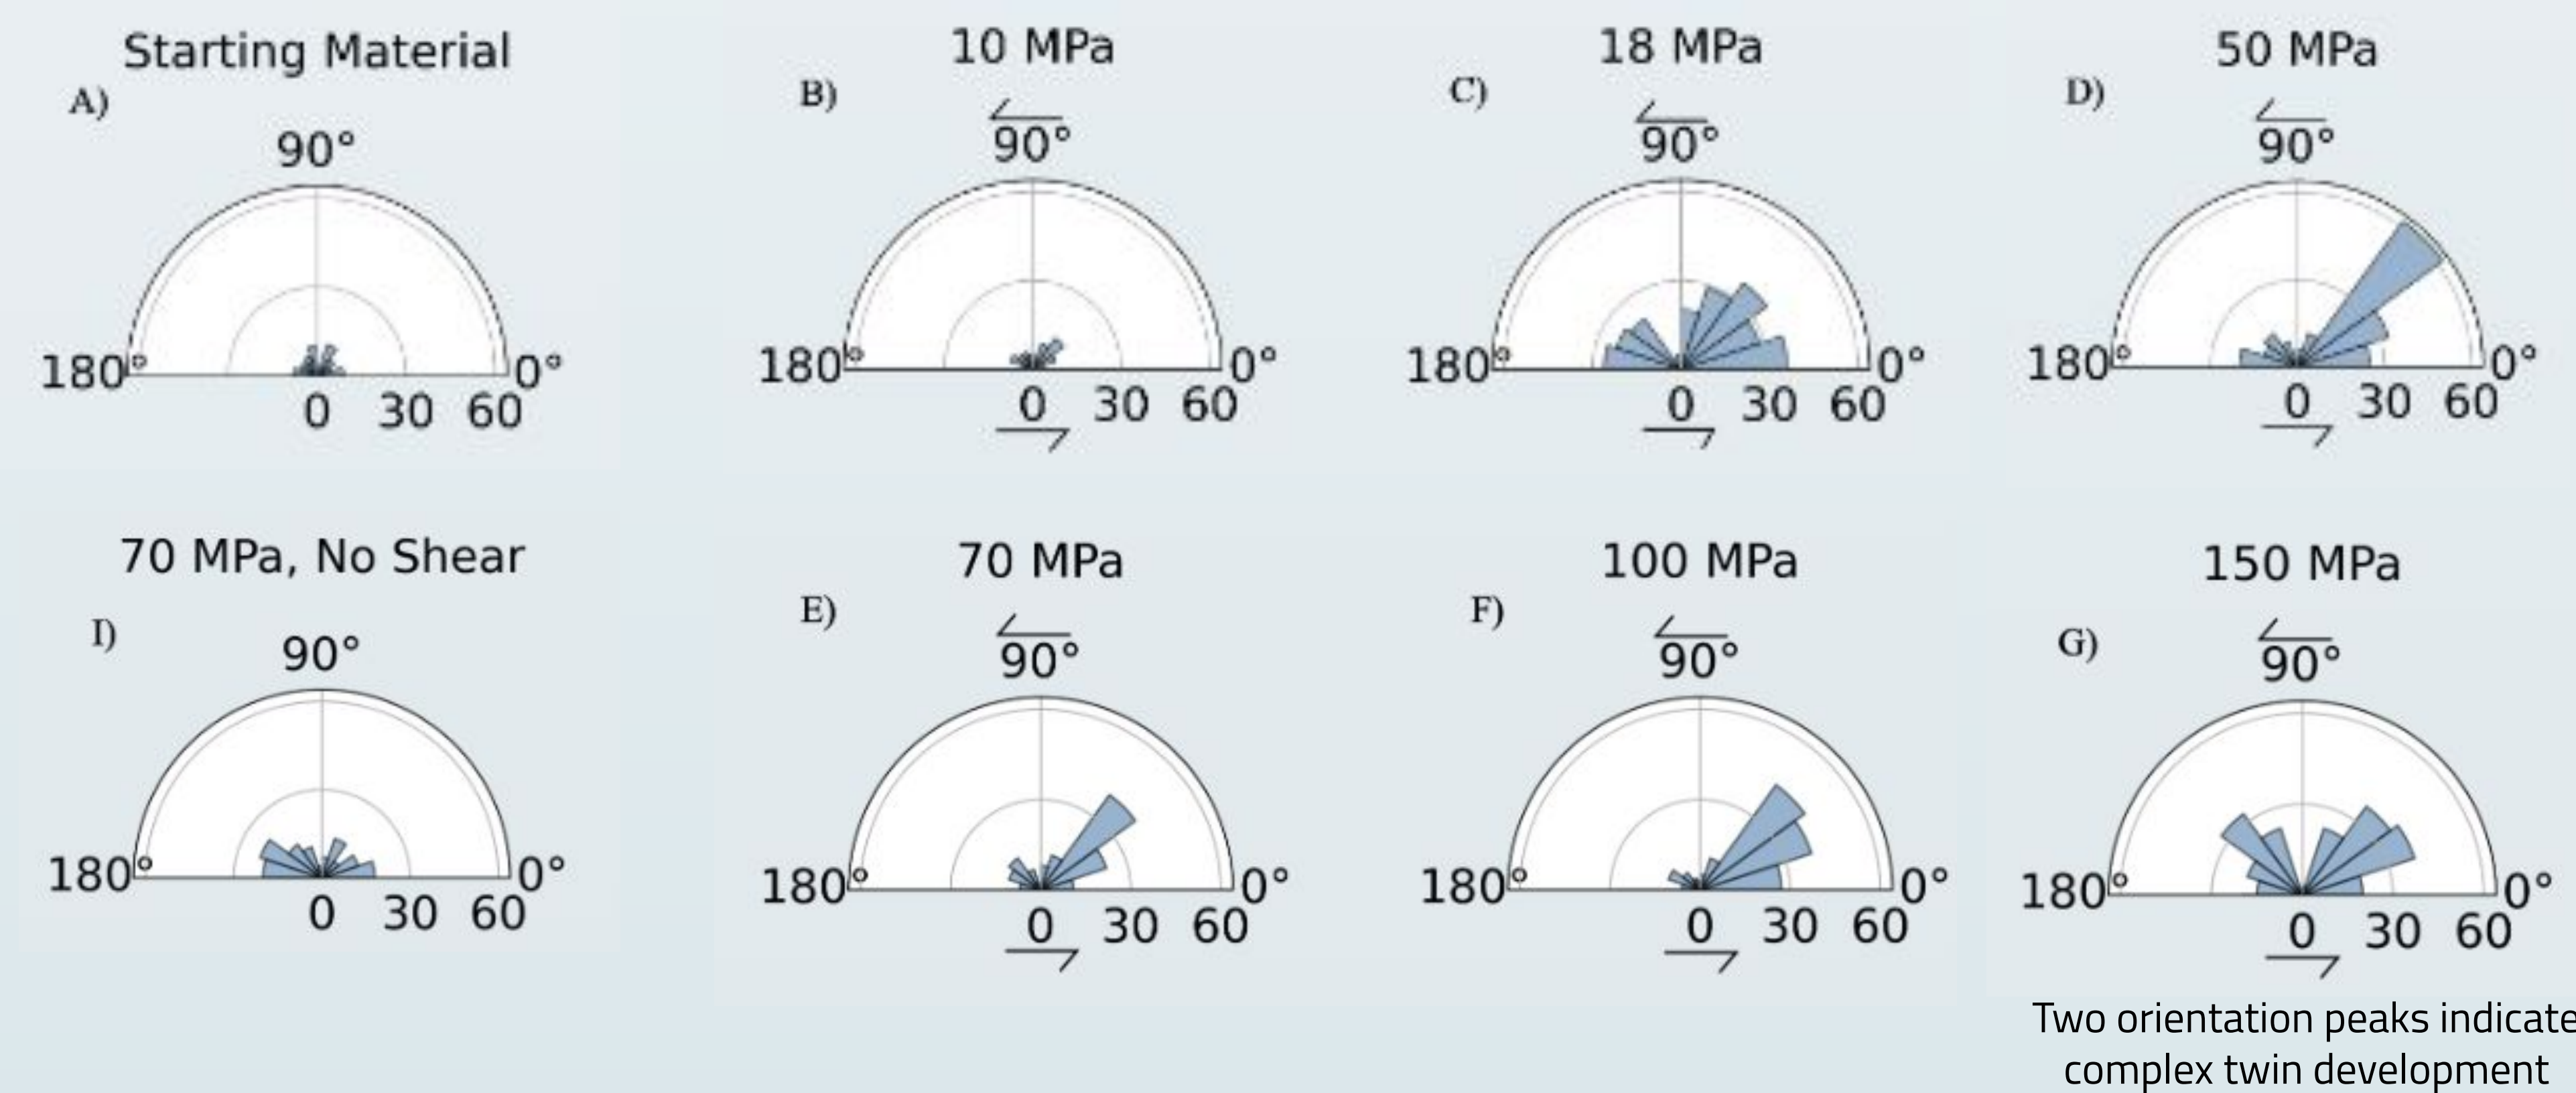 Starting Material
10 MPa
18 MPa
50 MPa
A)
B)
C)
D)
90°
90°
90°
90°
180°
0°
180°
0°
180°
0°
180°
0°
0 30 60
0 30 60
0 30 60
0 30 60
70 MPa, No Shear
70 MPa
100 MPa
150 MPa
I)
E)
F)
G)
90°
90°
90°
90°
180°
0°
180°
0°
180°
0°
180°
0°
0 30 60
0 30 60
0 30 60
0 30 60
Two orientation peaks indicate
complex twin development